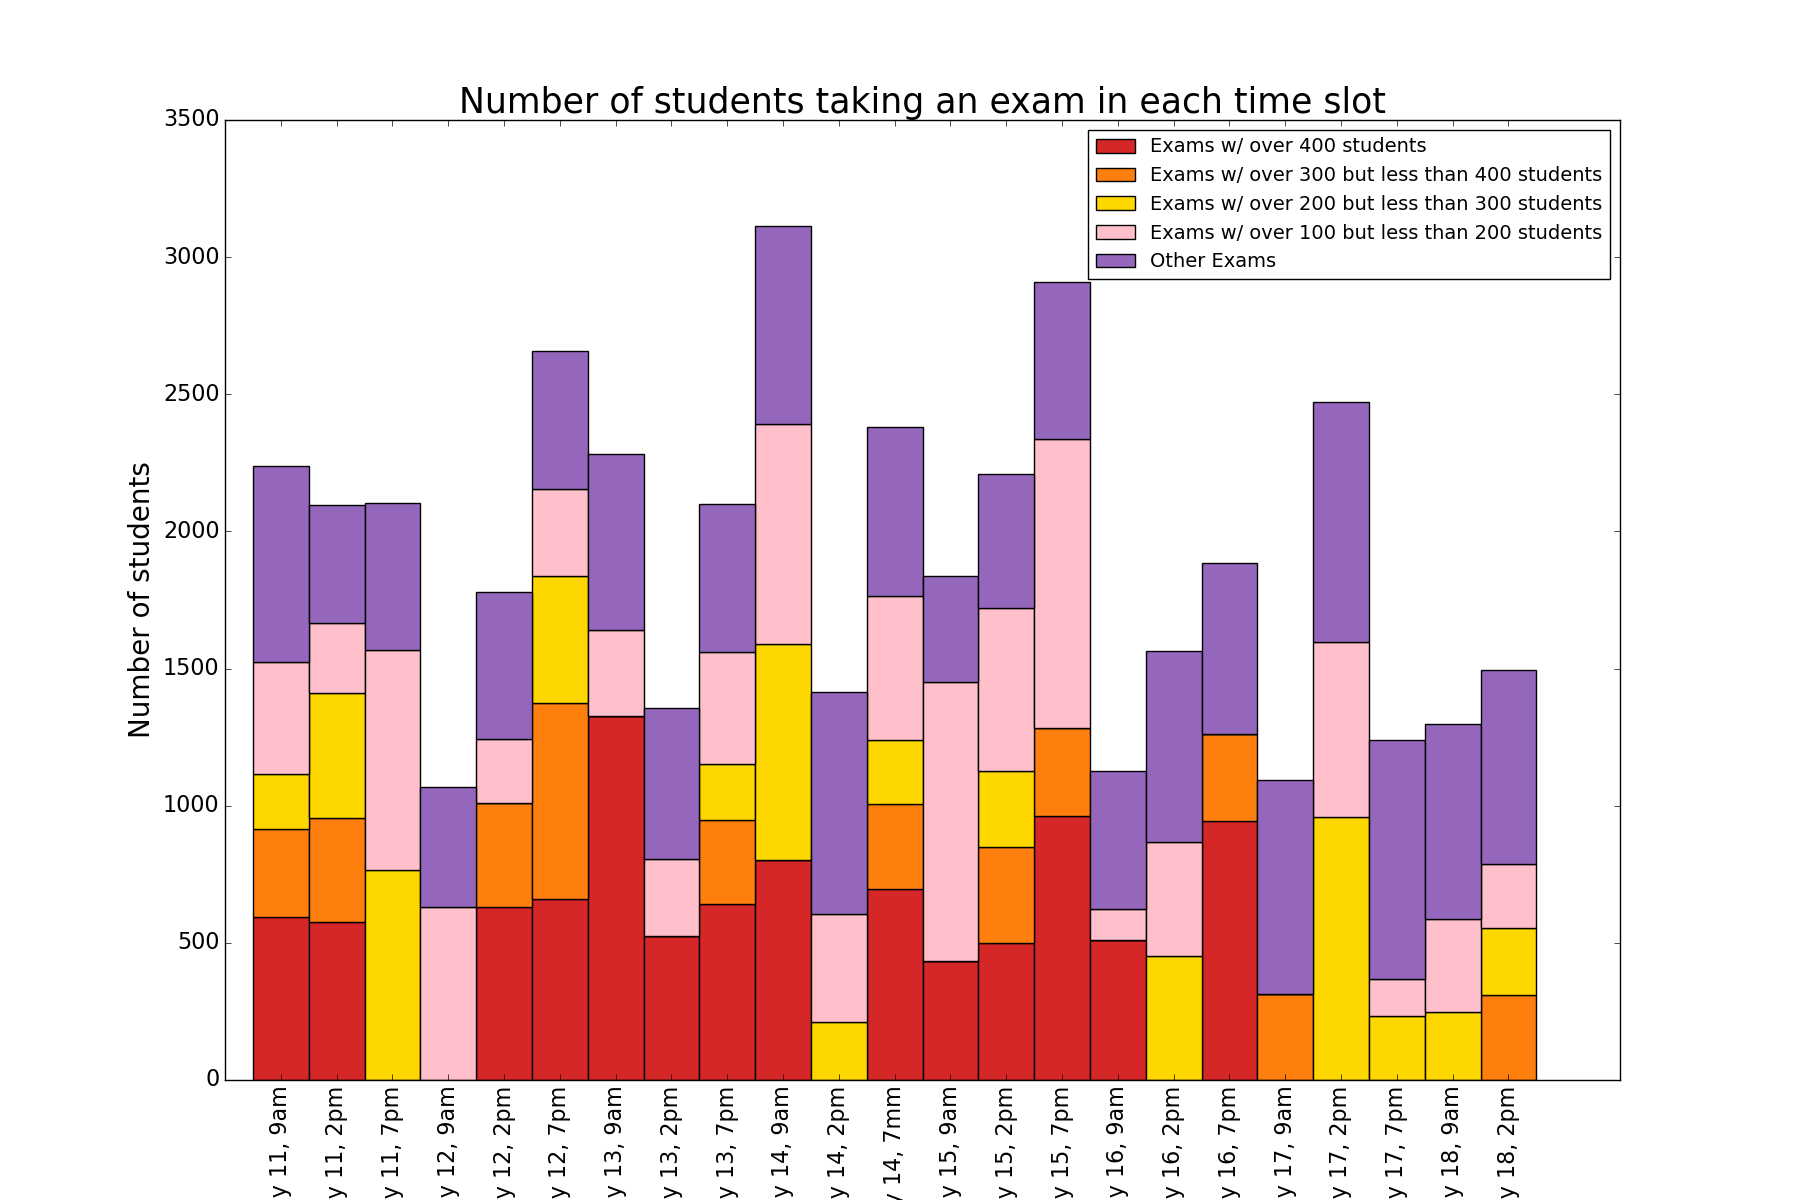 Number of students taking an exam in each time slot
Exams w/ over 400 students
Exams w/ over 300 but less than 400 students
Exams w/ over 200 but less than 300 students
Exams w/ over 100 but less than 200 students
Other Exams
Number of students
3500
3000
2500
2000
1500
1000
500
0
y 11, 9am
y 11, 2pm
y 11, 7pm
y 12, 9am
y 12, 2pm
y 12, 7pm
y 13, 9am
y 13, 2pm
y 13, 7pm
y 14, 9am
y 14, 2pm
y 14, 7mm
y 15, 9am
y 15, 2pm
y 15, 7pm
y 16, 9am
y 16, 2pm
y 16, 7pm
y 17, 9am
y 17, 2pm
y 17, 7pm
y 18, 9am
y 18, 2pm